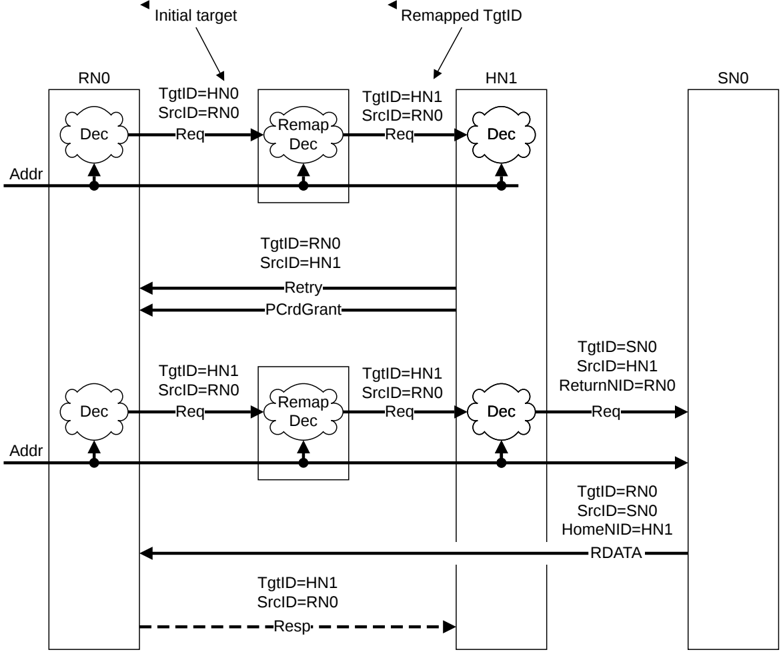 Initial target
Remapped TgtID
RN0
HN1
SN0
TgtID=HN0
SrcID=RN0
Req
Dec
Remap
Dec
TgtID=HN1
SrcID=RN0
Req
Dec
Addr
TgtID=RN0
SrcID=HN1
Retry
PCrdGrant
TgtID=HN1
SrcID=RN0
Req
Dec
Remap
Dec
TgtID=HN1
SrcID=RN0
Req
Dec
TgtID=SN0
SrcID=HN1
ReturnNID=RN0
Req
Addr
TgtID=RN0
SrcID=SN0
HomeNID=HN1
RDATA
TgtID=HN1
SrcID=RN0
Resp